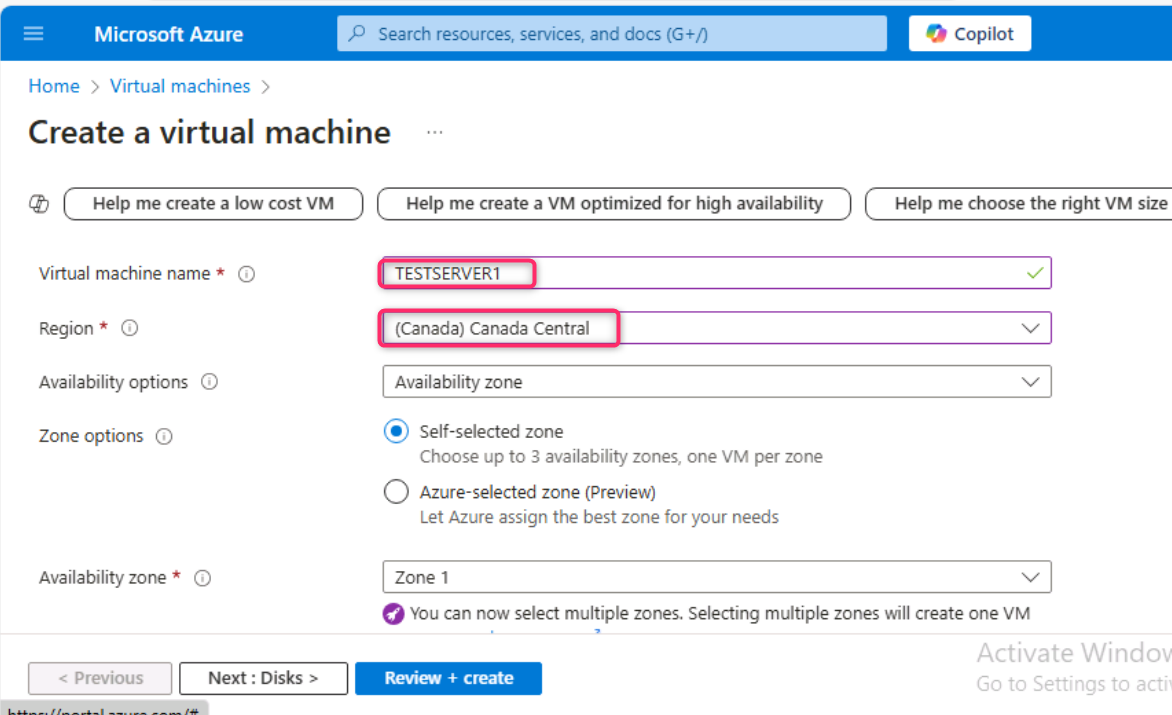 Microsoft Azure
Search resources, services, and docs (G+/)
Copilot
Home > Virtual machines >
Create a virtual machine ...
Help me create a low cost VM
Help me create a VM optimized for high availability
Help me choose the right VM size
Virtual machine name *
TESTSERVER1
Region *
(Canada) Canada Central
Availability options
Availability zone
Zone options
Self-selected zone
Choose up to 3 availability zones, one VM per zone
Azure-selected zone (Preview)
Let Azure assign the best zone for your needs
Availability zone *
Zone 1
You can now select multiple zones. Selecting multiple zones will create one VM
< Previous
Next : Disks >
Review + create
Activate Window
Go to Settings to activ
https://portal.azure.com/#